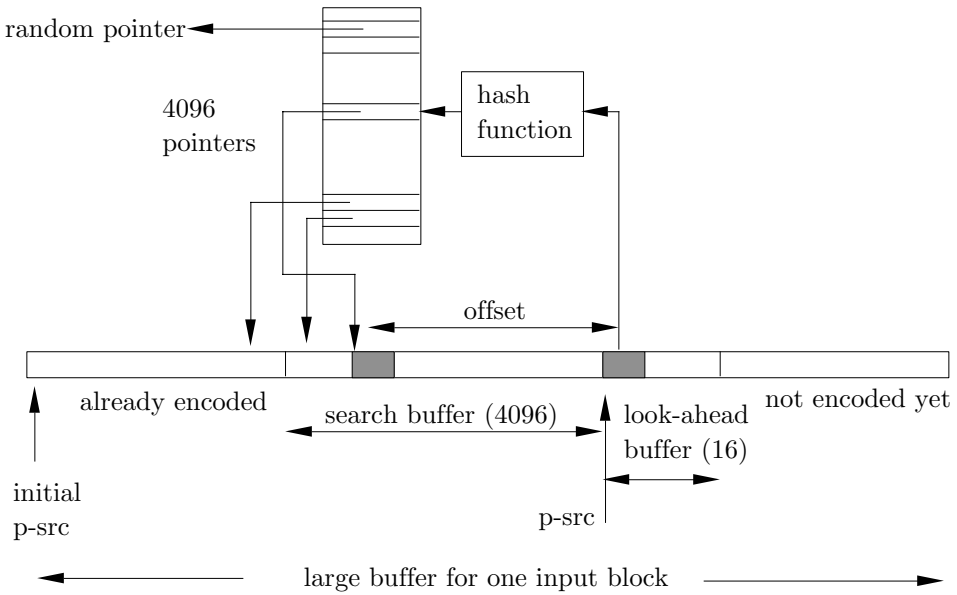 random pointer
4096
pointers
hash
function
offset
already encoded
search buffer (4096)
look-ahead
buffer (16)
not encoded yet
initial
p-src
p-src
large buffer for one input block